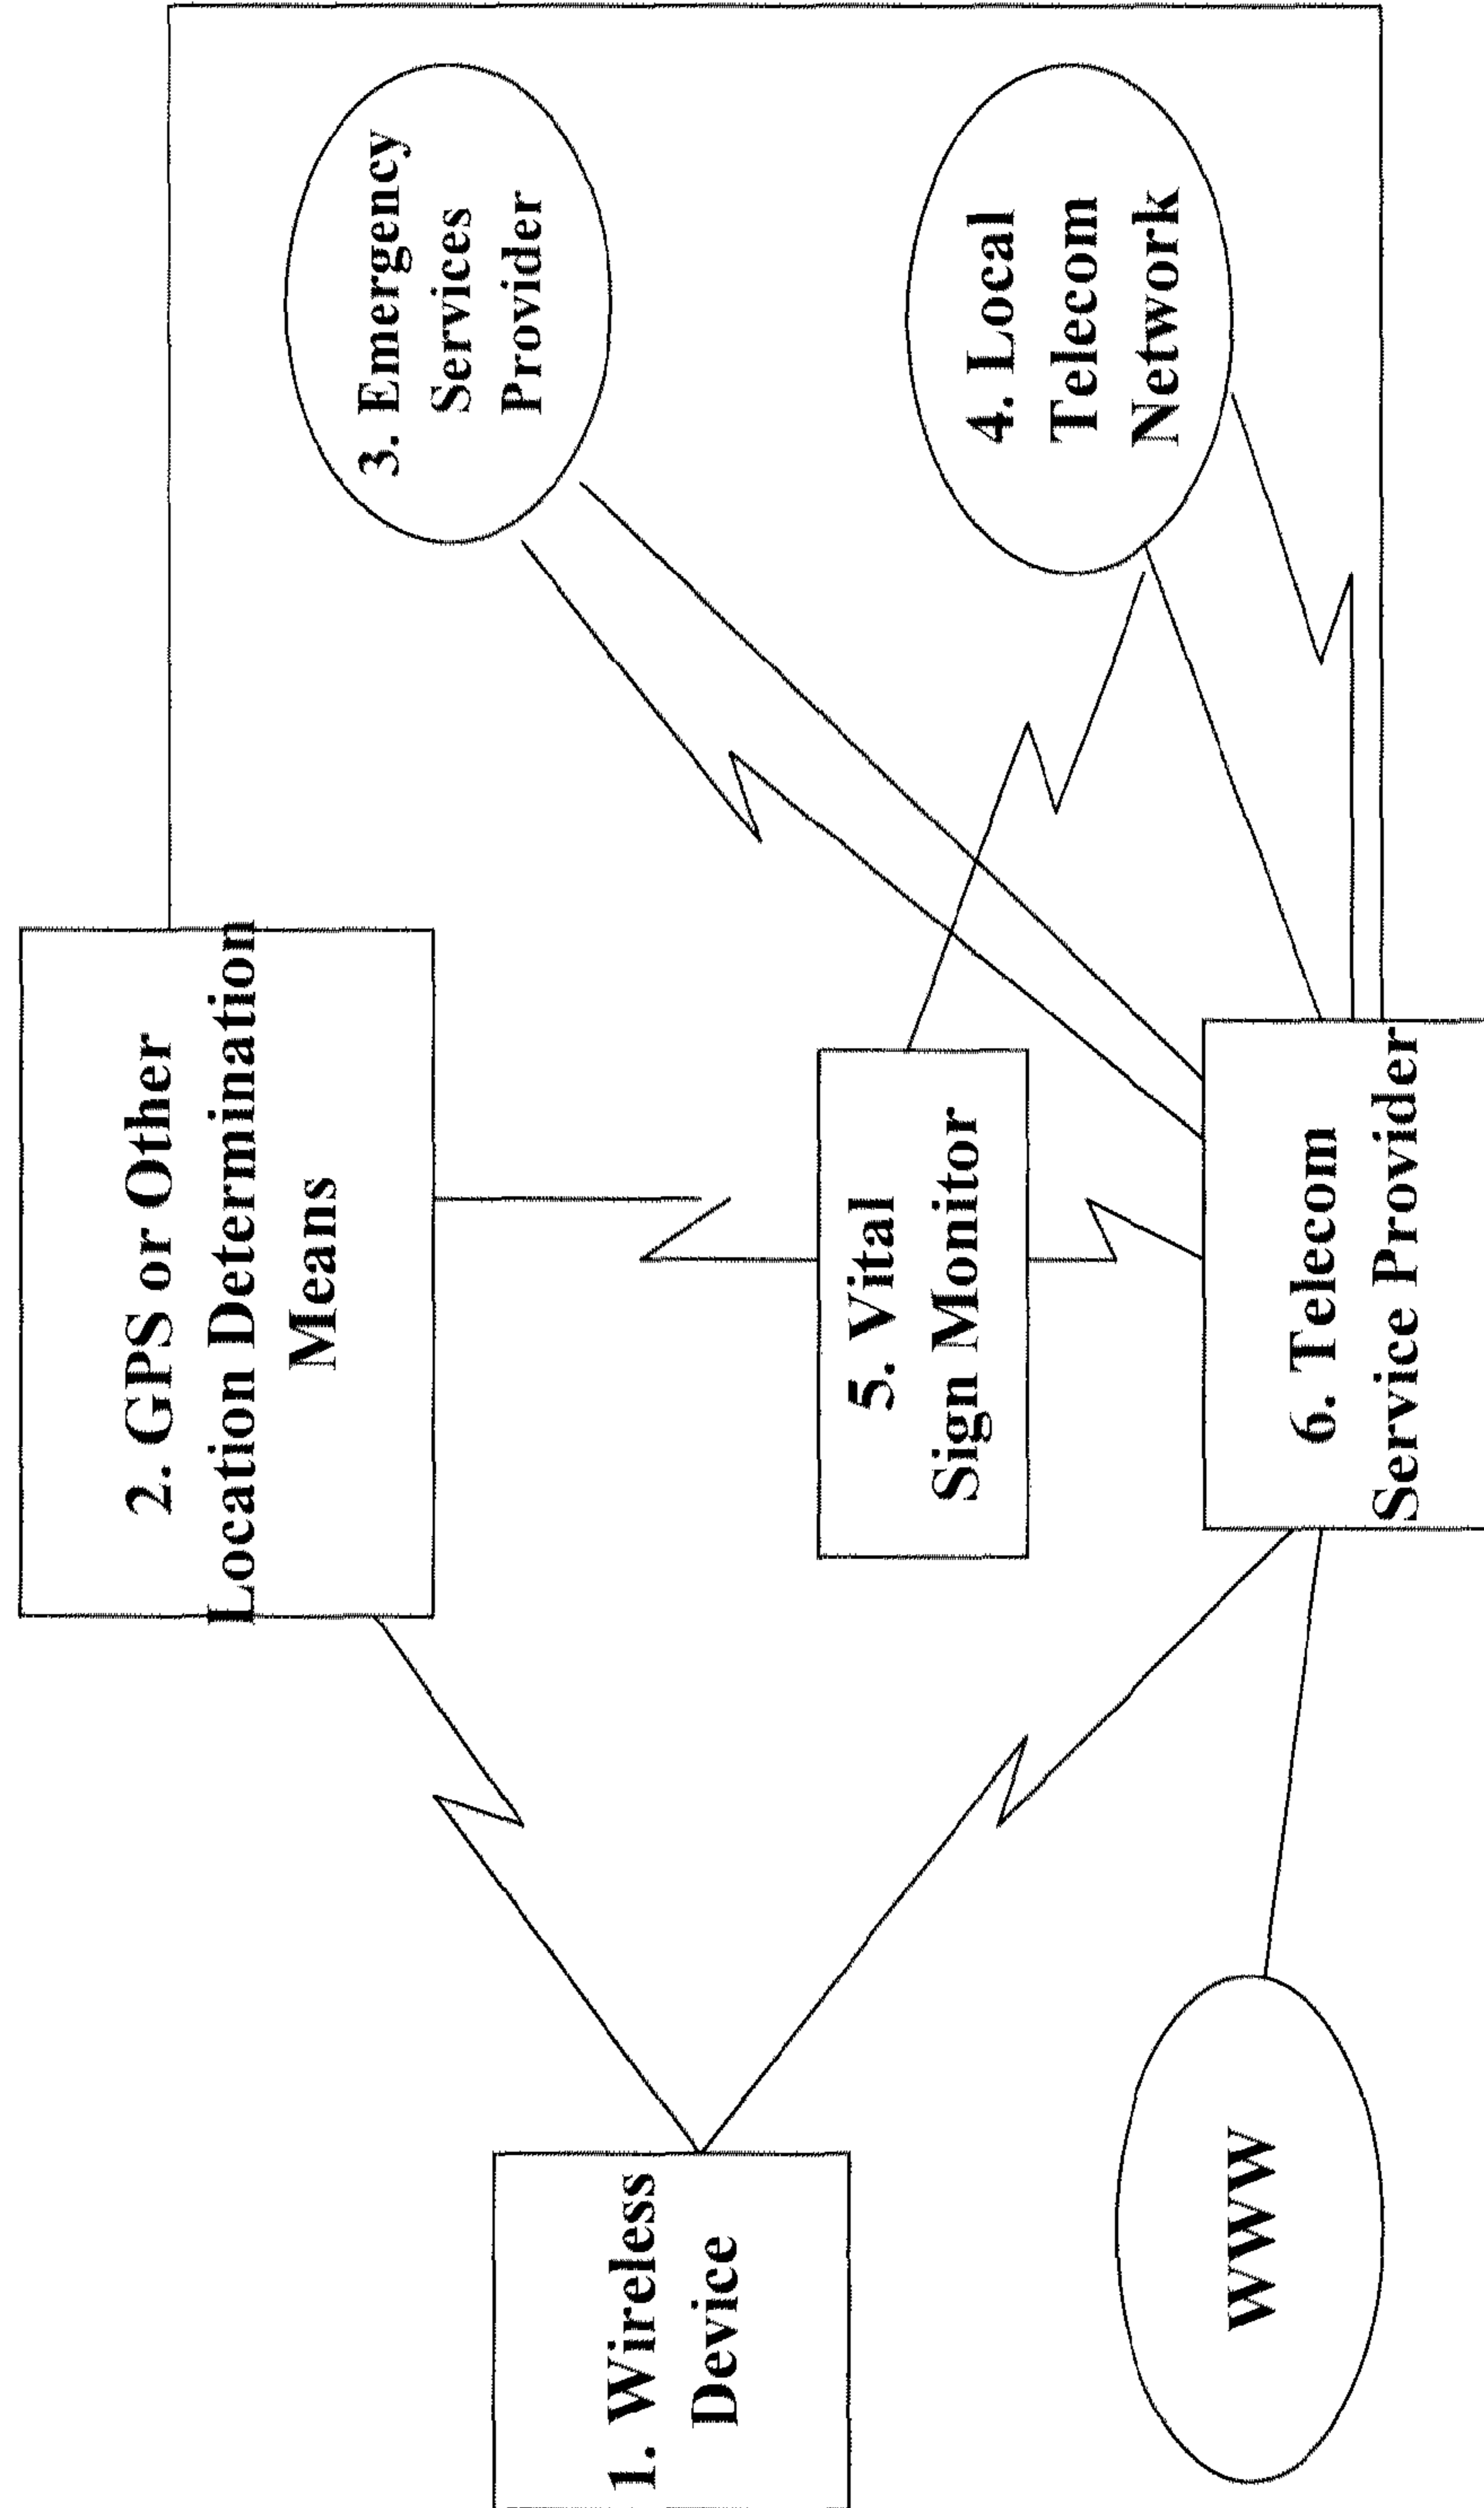 2. GPS or Other
Location Determination
Means
3. Emergency
Services
Provider
1. Wireless
Device
5. Vital
Sign Monitor
4. Local
Telecom
Network
www
6. Telecom
Service Provider